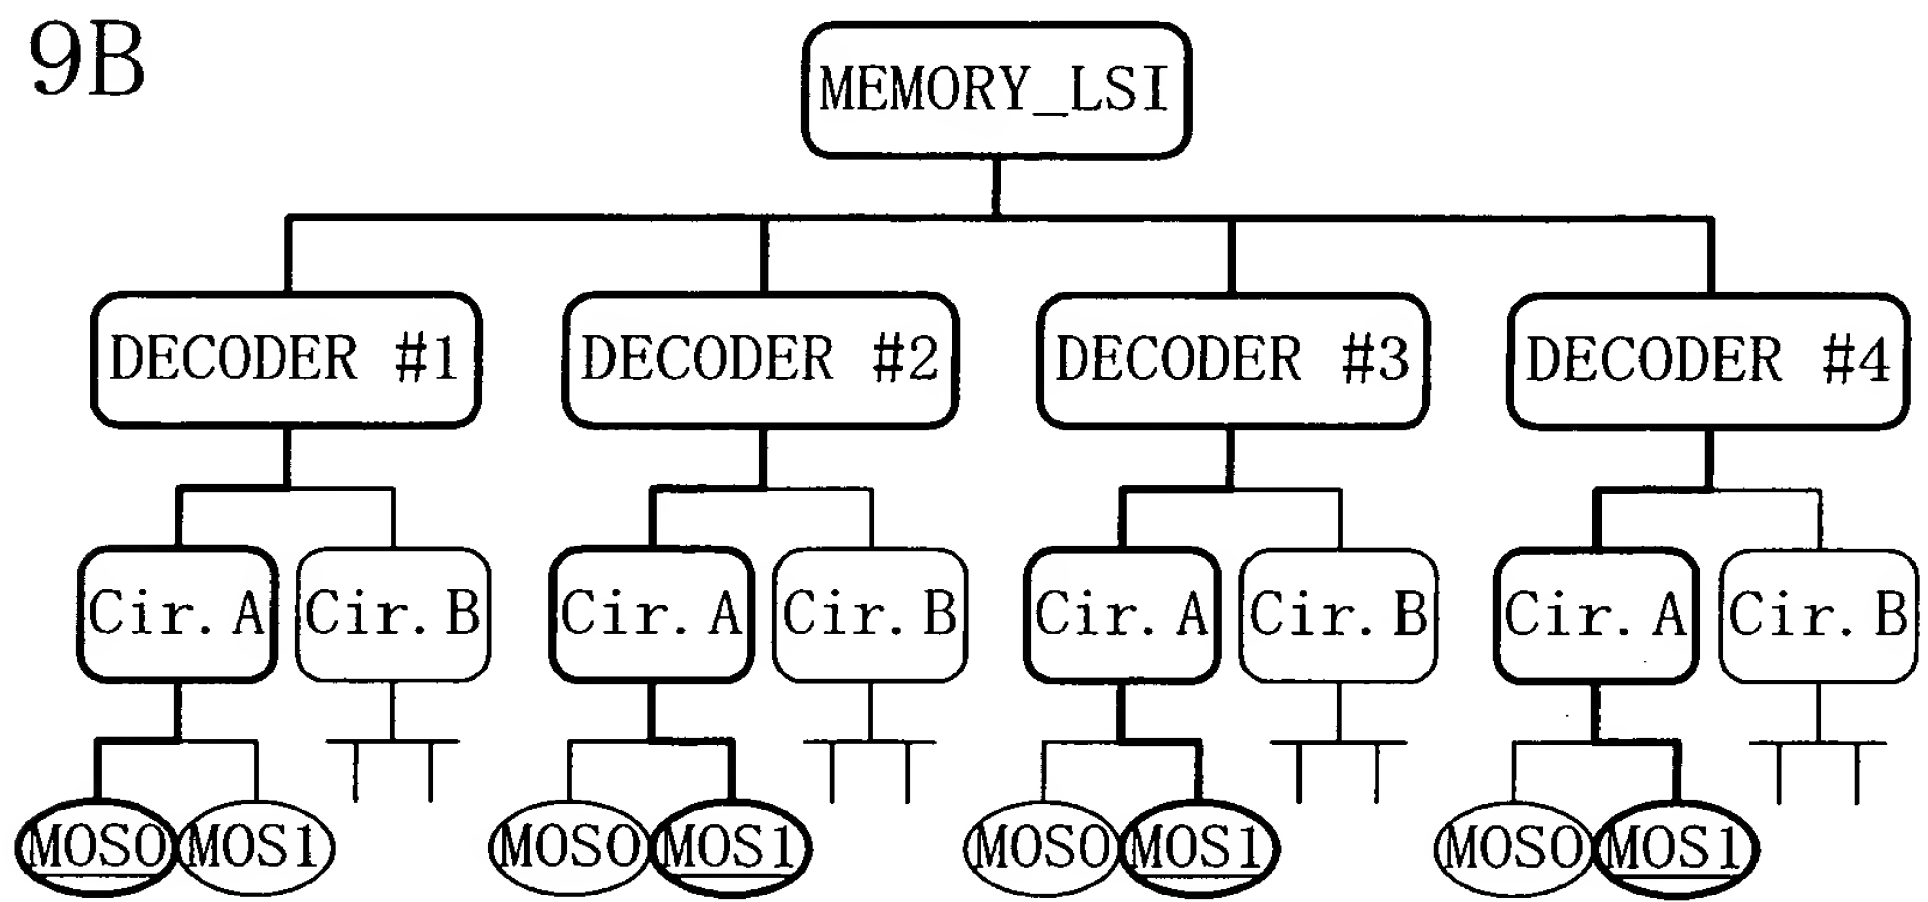 9B
MEMORY_LSI
DECODER #1 DECODER #2 DECODER #3 DECODER #4
Cir.A Cir.B Cir.A Cir.B Cir.A Cir.B Cir.A Cir.B
MOS0 MOS1 MOS0 MOS1 MOS0 MOS1 MOS0 MOS1